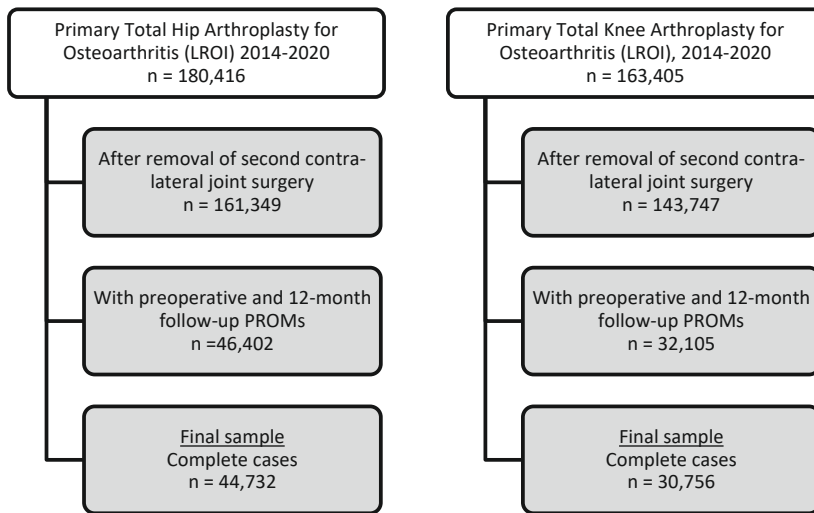 Primary Total Hip Arthroplasty for
Osteoarthritis (LROI) 2014-2020
n = 180,416
After removal of second contra-
lateral joint surgery
n = 161,349
With preoperative and 12-month
follow-up PROMs
n =46,402
Final sample
Complete cases
n = 44,732
Primary Total Knee Arthroplasty for
Osteoarthritis (LROI), 2014-2020
n = 163,405
After removal of second contra-
lateral joint surgery
n = 143,747
With preoperative and 12-month
follow-up PROMs
n = 32,105
Final sample
Complete cases
n = 30,756